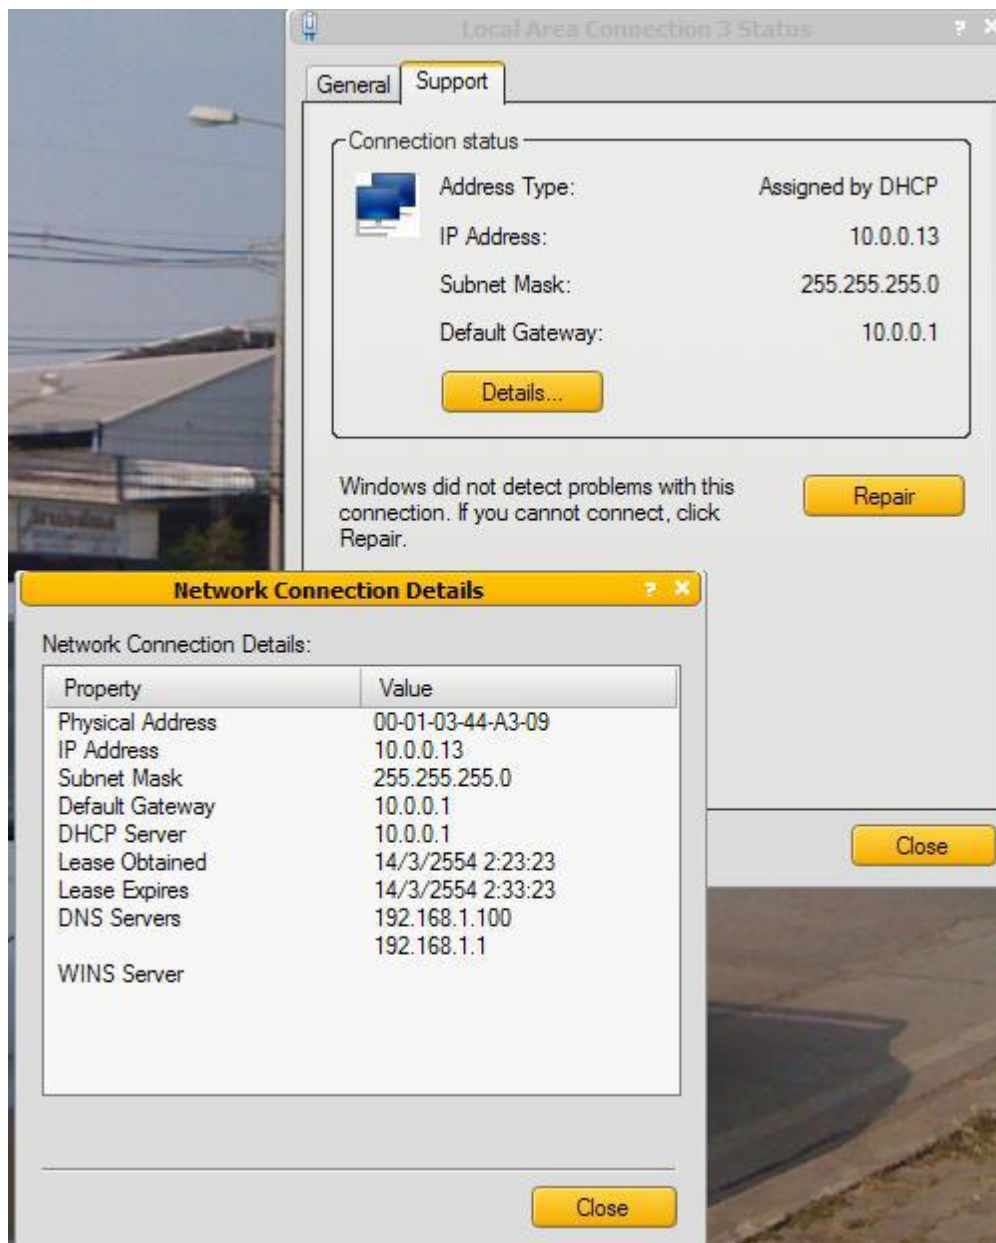 Local Area Connection 3 Status
General Support
Connection status
Address Type: Assigned by DHCP
IP Address: 10.0.0.13
Subnet Mask: 255.255.255.0
Default Gateway: 10.0.0.1
Details...
Windows did not detect problems with this
connection. If you cannot connect, click
Repair.
Repair
Close
Network Connection Details
Network Connection Details:
Property Value
Physical Address 00-01-03-44-A3-09
IP Address 10.0.0.13
Subnet Mask 255.255.255.0
Default Gateway 10.0.0.1
DHCP Server 10.0.0.1
Lease Obtained 14/3/2554 2:23:23
Lease Expires 14/3/2554 2:33:23
DNS Servers 192.168.1.100
192.168.1.1
WINS Server
Close